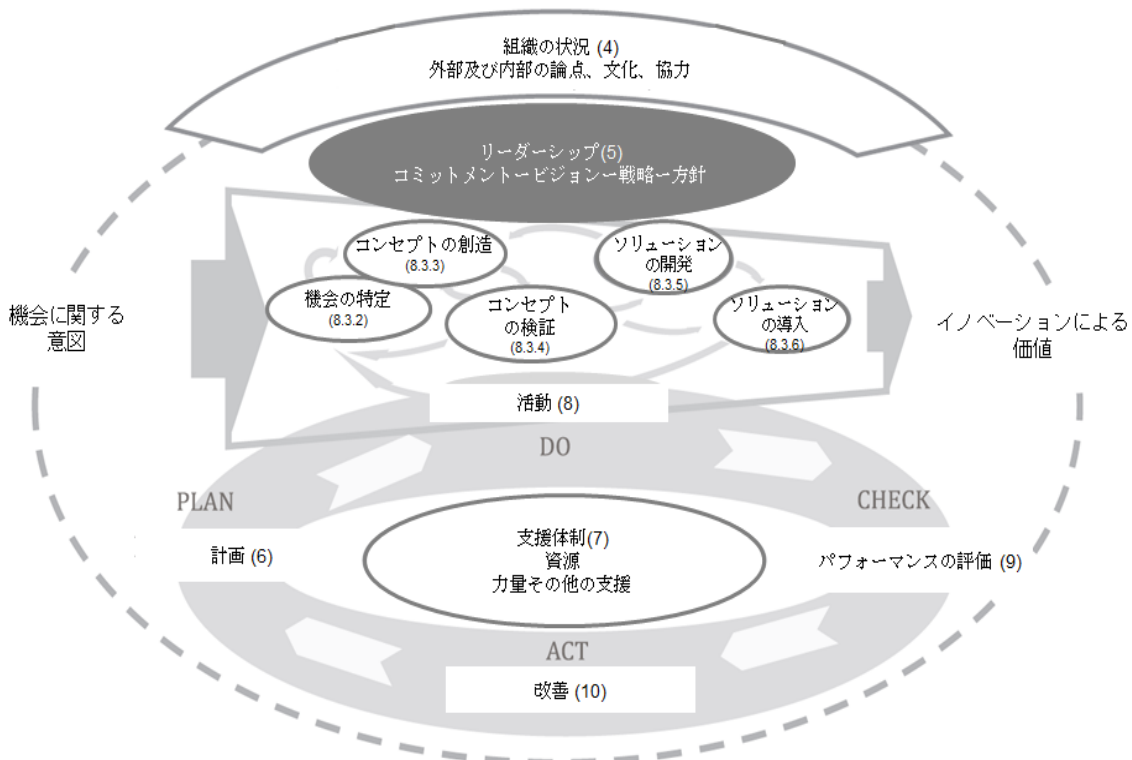 組織の状況 (4)
外部及び内部の論点、文化、協力
リーダーシップ(5)
コミットメントービジョンー戦略ー方針
コンセプトの創造
(8.3.3)
ソリューション
の開発
(8.3.5)
機会の特定
(8.3.2)
コンセプト
の検証
(8.3.4)
ソリューション
の導入
(8.3.6)
機会に関する
意図
イノベーションによる
価値
活動 (8)
DO
PLAN
CHECK
計画 (6)
支援体制(7)
資源
力量その他の支援
パフォーマンスの評価 (9)
ACT
改善 (10)